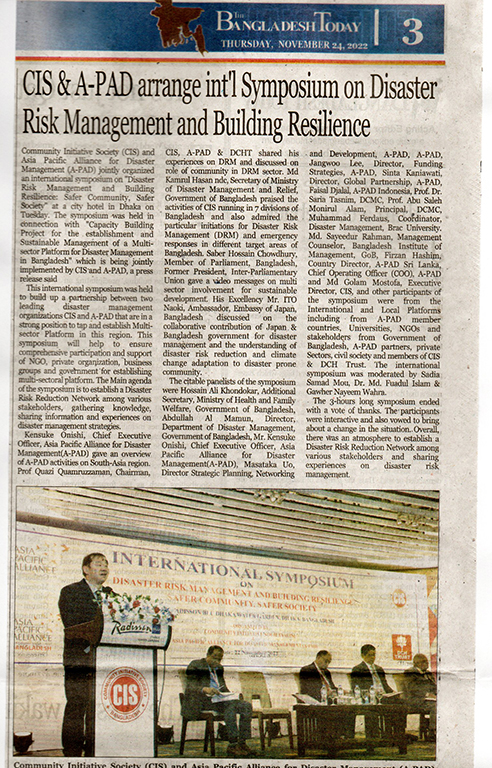 The
BANGLADESH TODAY
THURSDAY, NOVEMBER 24, 2022
3
CIS & A-PAD arrange int'l Symposium on Disaster
Risk Management and Building Resilience
Community Initiative Society (CIS) and
Asia Pacific Alliance for Disaster
Management (A-PAD) jointly organized
an international symposium on "Disaster
Risk Management and Building
Resilience: Safer Community, Safer
Society" at a city hotel in Dhaka on
Tuesday. The symposium was held in
connection with "Capacity Building
Project for the establishment and
Sustainable Management of a Multi-
sector Platform for Disaster Management
in Bangladesh" which is being jointly
implemented by CIS and A-PAD, a press
release said
This international symposium was held
to build up a partnership between two
leading disaster management
organizations CIS and A-PAD that are in a
strong position to tap and establish Multi-
sector Platform in this region. This
symposium will help to ensure
comprehensive participation and support
of NGO, private organization, business
groups and government for establishing
multi-sectoral platform. The Main agenda
of the symposium is to establish a Disaster
Risk Reduction Network among various
stakeholders, gathering knowledge,
sharing information and experiences on
disaster management strategies.
Kensuke Onishi, Chief Executive
Officer, Asia Pacific Alliance for Disaster
Management(A-PAD) gave an overview
of A-PAD activities on South-Asia region.
Prof Quazi Quamruzzaman, Chairman,
CIS, A-PAD & DCHT shared his
experiences on DRM and discussed on
role of community in DRM sector. Md
Kamrul Hasan ndc, Secretary of Ministry
of Disaster Management and Relief,
Government of Bangladesh praised the
activities of CIS running in 7 divisions of
Bangladesh and also admired the
particular initiatives for Disaster Risk
Management (DRM) and emergency
responses in different target areas of
Bangladesh. Saber Hossain Chowdhury,
Member of Parliament, Bangladesh,
Former President, Inter-Parliamentary
Union gave a video messages on multi
sector involvement for sustainable
development. His Excellency Mr. ITO
Naoki, Ambassador, Embassy of Japan,
Bangladesh discussed on the
collaborative contribution of Japan &
Bangladesh government for disaster
management and the understanding of
disaster risk reduction and climate
change adaptation to disaster prone
community.
The citable panelists of the symposium
were Hossain Ali Khondokar, Additional
Secretary, Ministry of Health and Family
Welfare, Government of Bangladesh,
Abdullah Al Mamun, Director,
Department of Disaster Management,
Government of Bangladesh, Mr. Kensuke
Onishi, Chief Executive Officer, Asia
Pacific Alliance for Disaster
Management(A-PAD), Masataka Uo,
Director Strategic Planning, Networking
and Development, A-PAD, A-PAD,
Jangwoo Lee, Director, Funding
Strategies, A-PAD, Sinta Kaniawati,
Director, Global Partnership, A-PAD,
Faisal Djalal, A-PAD Indonesia, Prof. Dr.
Saria Tasnim, DCMC, Prof. Abu Saleh
Monirul Alam, Principal, DCMC,
Muhammad Ferdaus, Coordinator,
Disaster Management, Brac University.
Md. Sayeedur Rahman, Management
Counselor, Bangladesh Institute of
Management, GoB, Firzan Hashim,
Country Director, A-PAD Sri Lanka,
Chief Operating Officer (COO), A-PAD
and Md Golam Mostofa, Executive
Director, CIS, and other participants of
the symposium were from the
International and Local Platforms
including from A-PAD member
countries, Universities, NGOs and
stakeholders from Government of
Bangladesh, A-PAD partners, private
Sectors, civil society and members of CIS
& DCH Trust. The international
symposium was moderated by Sadia
Samad Mou, Dr. Md. Fuadul Islam &
Gawher Nayeem Wahra.
The 3-hours long symposium ended
with a vote of thanks. The participants
were interactive and also vowed to bring
about a change in the situation. Overall,
there was an atmosphere to establish a
Disaster Risk Reduction Network among
various stakeholders and sharing
experiences on disaster risk
management.
ASIA
PACIFIC
ALLIANCE
INTERNATIONAL SYMPOSIUM
ON
DISASTER RISK MANAGEMENT AND BUILDING RESILIENCE
SAFER COMMUNITY, SAFER SOCIETY
ASIA
PACIFIC
ALLIANCE
BANGLADESH
Radisson
TRUST
COMMUNITY INITIATIVE SOCIETY
CIS
BANGLADESH
Community Initiative Society (CIS) and Asia Pacific Alliance for Disaster Management (A-PAD)